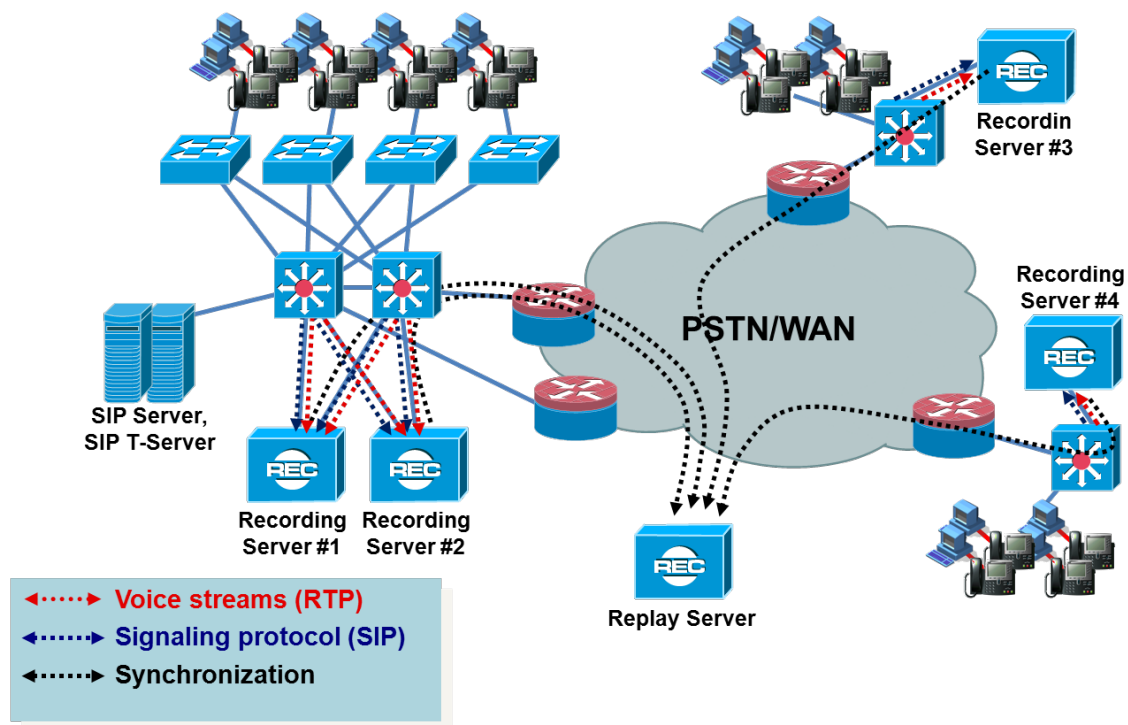 REC
Recordin
Server #3
Recording
Server #4
REC
PSTN/WAN
SIP Server,
SIP T-Server
REC
REC
Recording
Server #1
Recording
Server #2
REC
Replay Server
Voice streams (RTP)
Signaling protocol (SIP)
Synchronization